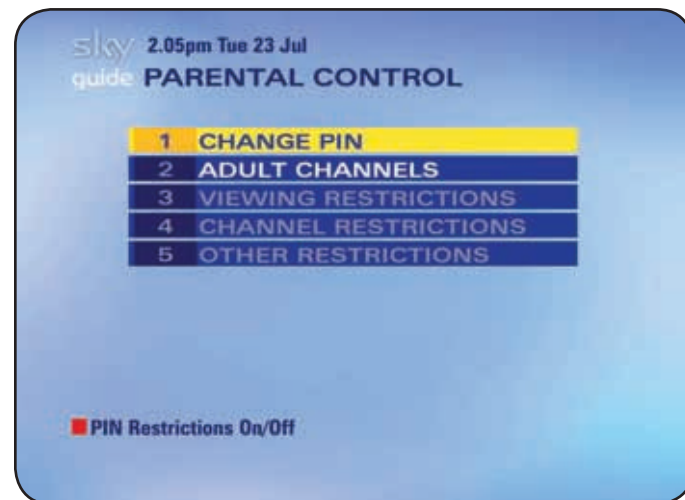 sky 2.05pm Tue 23 Jul
guide PARENTAL CONTROL
1 CHANGE PIN
2 ADULT CHANNELS
3 VIEWING RESTRICTIONS
4 CHANNEL RESTRICTIONS
5 OTHER RESTRICTIONS
PIN Restrictions On/Off